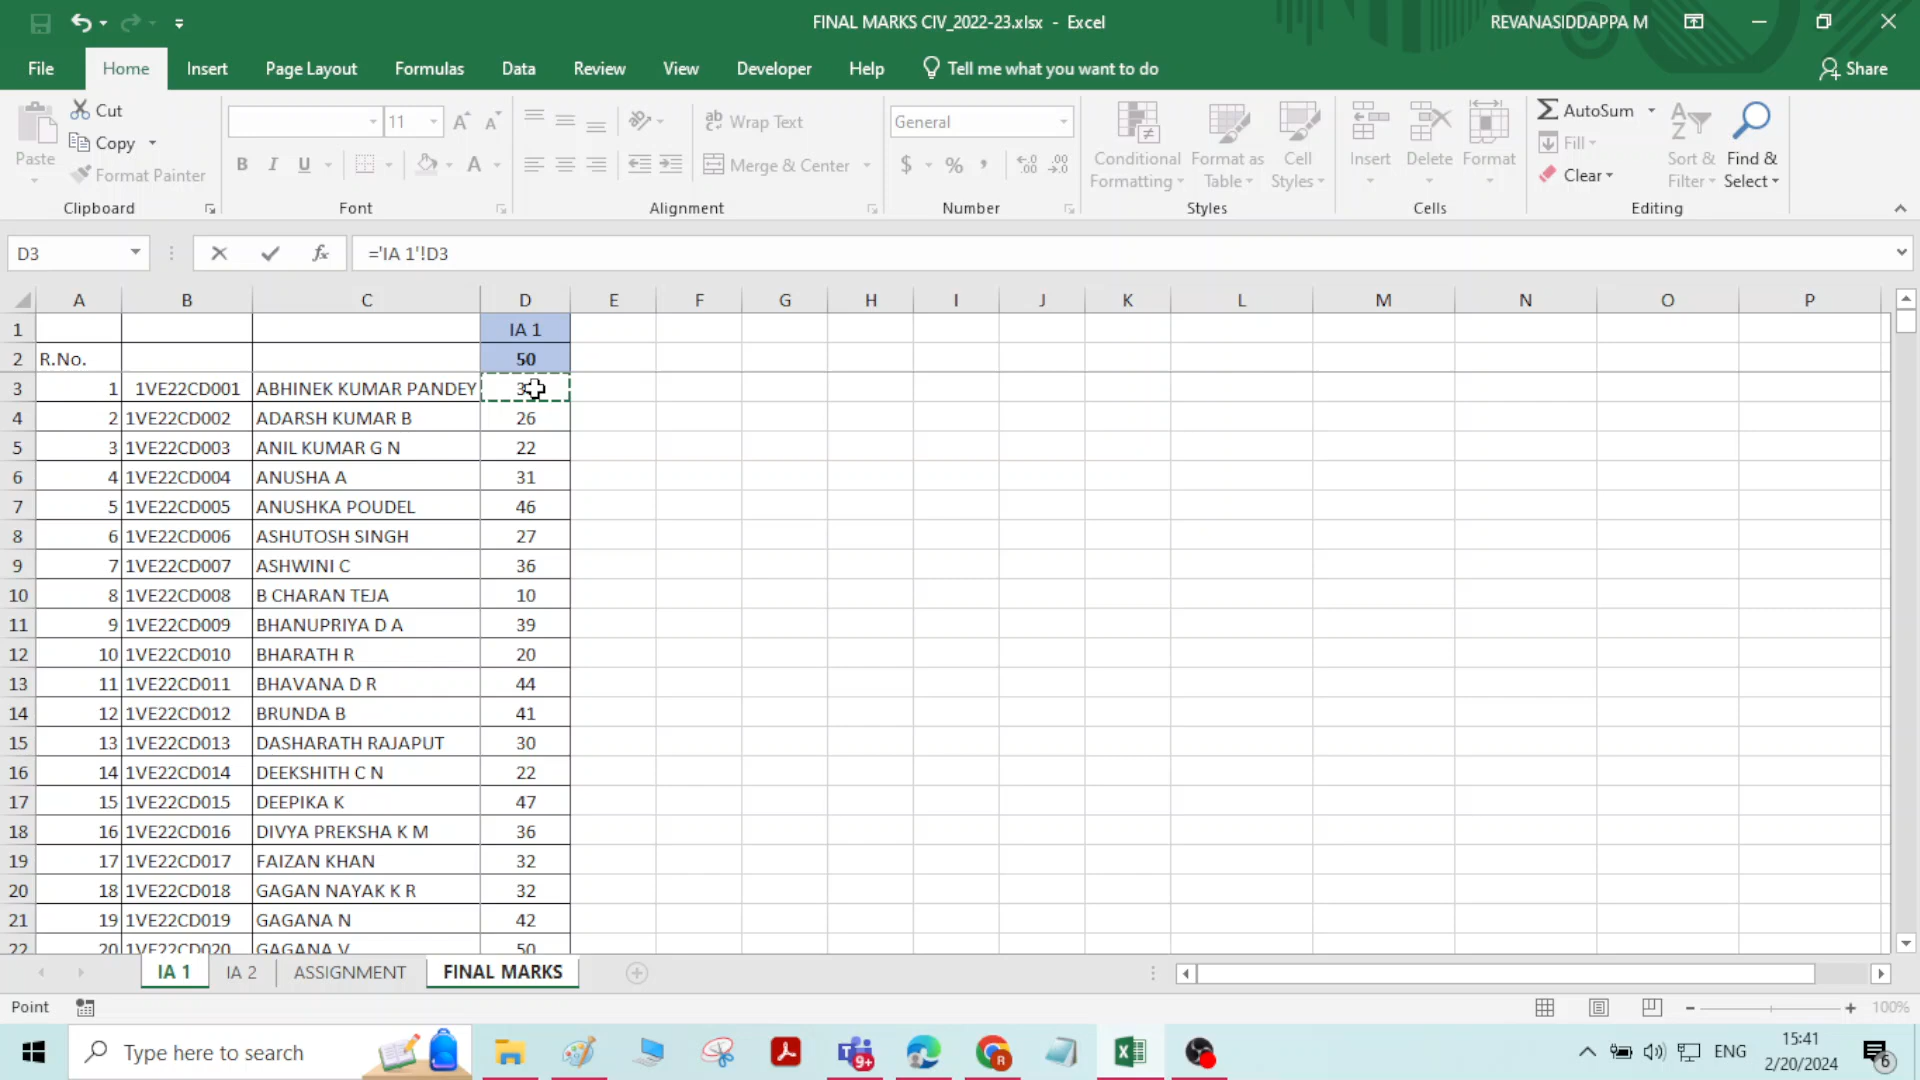 FINAL MARKS CIV_2022-23.xlsx - Excel
REVANASIDDAPPA M
File Home Insert Page Layout Formulas Data Review View Developer Help Tell me what you want to do Share
Paste
Cut
Copy
Format Painter
Clipboard
11
B I U
Font
Wrap Text
Merge & Center
Alignment
General
$ % ,
Number
Conditional Formatting
Format as Table
Cell Styles
Styles
Insert Delete Format
Cells
AutoSum
Fill
Clear
Sort & Filter
Find & Select
Editing
D3
fx
='IA 1'!D3
A B C D E F G H I J K L M N O P
1 IA 1
2 R.No. 50
3 1 1VE22CD001 ABHINEK KUMAR PANDEY
4 2 1VE22CD002 ADARSH KUMAR B 26
5 3 1VE22CD003 ANIL KUMAR G N 22
6 4 1VE22CD004 ANUSHA A 31
7 5 1VE22CD005 ANUSHKA POUDEL 46
8 6 1VE22CD006 ASHUTOSH SINGH 27
9 7 1VE22CD007 ASHWINI C 36
10 8 1VE22CD008 B CHARAN TEJA 10
11 9 1VE22CD009 BHANUPRIYA D A 39
12 10 1VE22CD010 BHARATH R 20
13 11 1VE22CD011 BHAVANA D R 44
14 12 1VE22CD012 BRUNDA B 41
15 13 1VE22CD013 DASHARATH RAJAPUT 30
16 14 1VE22CD014 DEEKSHITH C N 22
17 15 1VE22CD015 DEEPIKA K 47
18 16 1VE22CD016 DIVYA PREKSHA K M 36
19 17 1VE22CD017 FAIZAN KHAN 32
20 18 1VE22CD018 GAGAN NAYAK K R 32
21 19 1VE22CD019 GAGANA N 42
22 20 1VE22CD020 GAGANA V 50
IA 1 IA 2 ASSIGNMENT FINAL MARKS
Point
100%
Type here to search
9+
R
ENG
15:41
2/20/2024
6